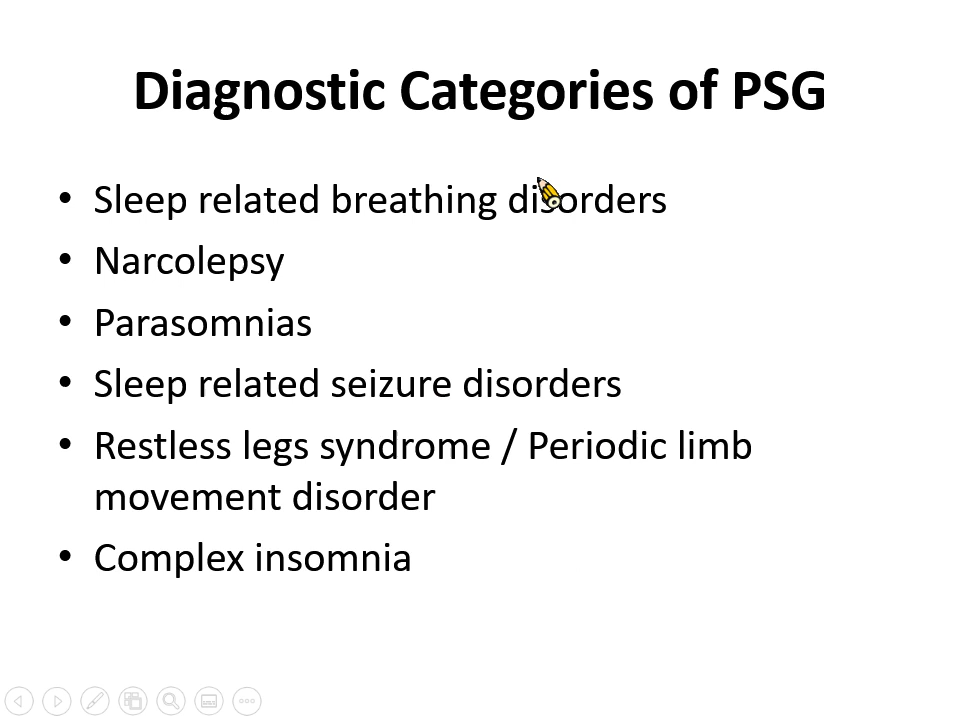 Diagnostic Categories of PSG
• Sleep related breathing disorders
• Narcolepsy
• Parasomnias
• Sleep related seizure disorders
• Restless legs syndrome / Periodic limb
movement disorder
• Complex insomnia